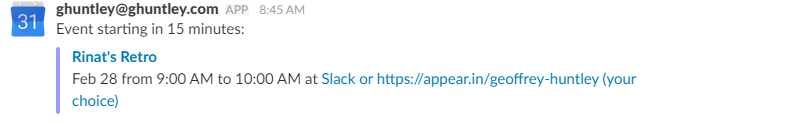 31
ghuntley@ghuntley.com APP 8:45 AM
Event starting in 15 minutes:
Rinat's Retro
Feb 28 from 9:00 AM to 10:00 AM at Slack or https://appear.in/geoffrey-huntley (your
choice)